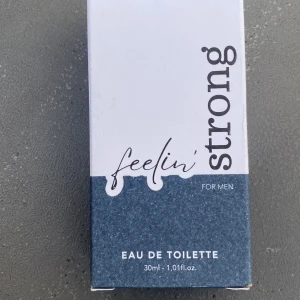 feelin'
strong
FOR MEN
EAU DE TOILETTE
30ml - 1,01fl.oz.